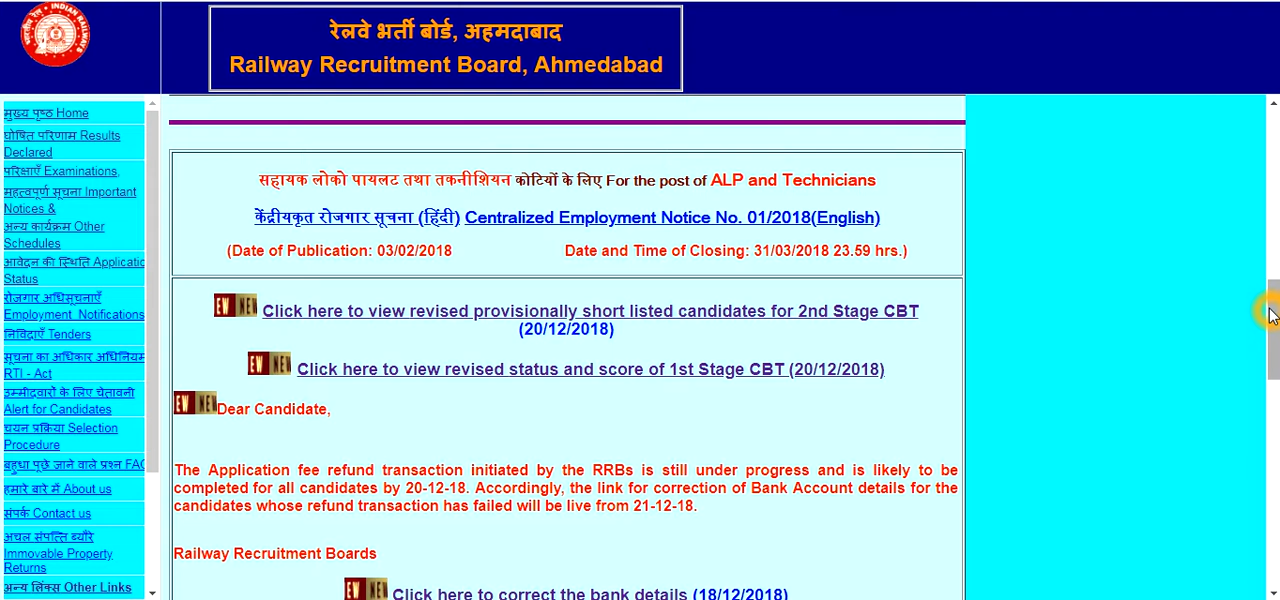 INDIAN RAILWAYS
रेलवे भर्ती बोर्ड, अहमदाबाद
Railway Recruitment Board, Ahmedabad
मुख्य पृष्ठ Home
घोषित परिणाम Results
Declared
परिक्षाएँ Examinations,
महत्वपूर्ण सूचना Important
Notices &
अन्य कार्यक्रम Other
Schedules
आवेदन की स्थिति Applicatio
Status
रोजगार अधिसूचनाएँ
Employment Notifications
निविदाएँ Tenders
सूचना का अधिकार अधिनियम
RTI - Act
उम्मीदवारों के लिए चेतावनी
Alert for Candidates
चयन प्रक्रिया Selection
Procedure
बहुधा पूछे जाने वाले प्रश्न FAQ
हमारे बारे में About us
संपर्क Contact us
अचल संपत्ति ब्यौरे
Immovable Property
Returns
अन्य लिंक्स Other Links
सहायक लोको पायलट तथा तकनीशियन कोटियों के लिए For the post of ALP and Technicians
केंद्रीयकृत रोजगार सूचना (हिंदी) Centralized Employment Notice No. 01/2018(English)
(Date of Publication: 03/02/2018 Date and Time of Closing: 31/03/2018 23.59 hrs.)
EW NEW Click here to view revised provisionally short listed candidates for 2nd Stage CBT
(20/12/2018)
EW NEW Click here to view revised status and score of 1st Stage CBT (20/12/2018)
EW NEW Dear Candidate,
The Application fee refund transaction initiated by the RRBs is still under progress and is likely to be
completed for all candidates by 20-12-18. Accordingly, the link for correction of Bank Account details for the
candidates whose refund transaction has failed will be live from 21-12-18.
Railway Recruitment Boards
EW NEW Click here to correct the bank details (18/12/2018)